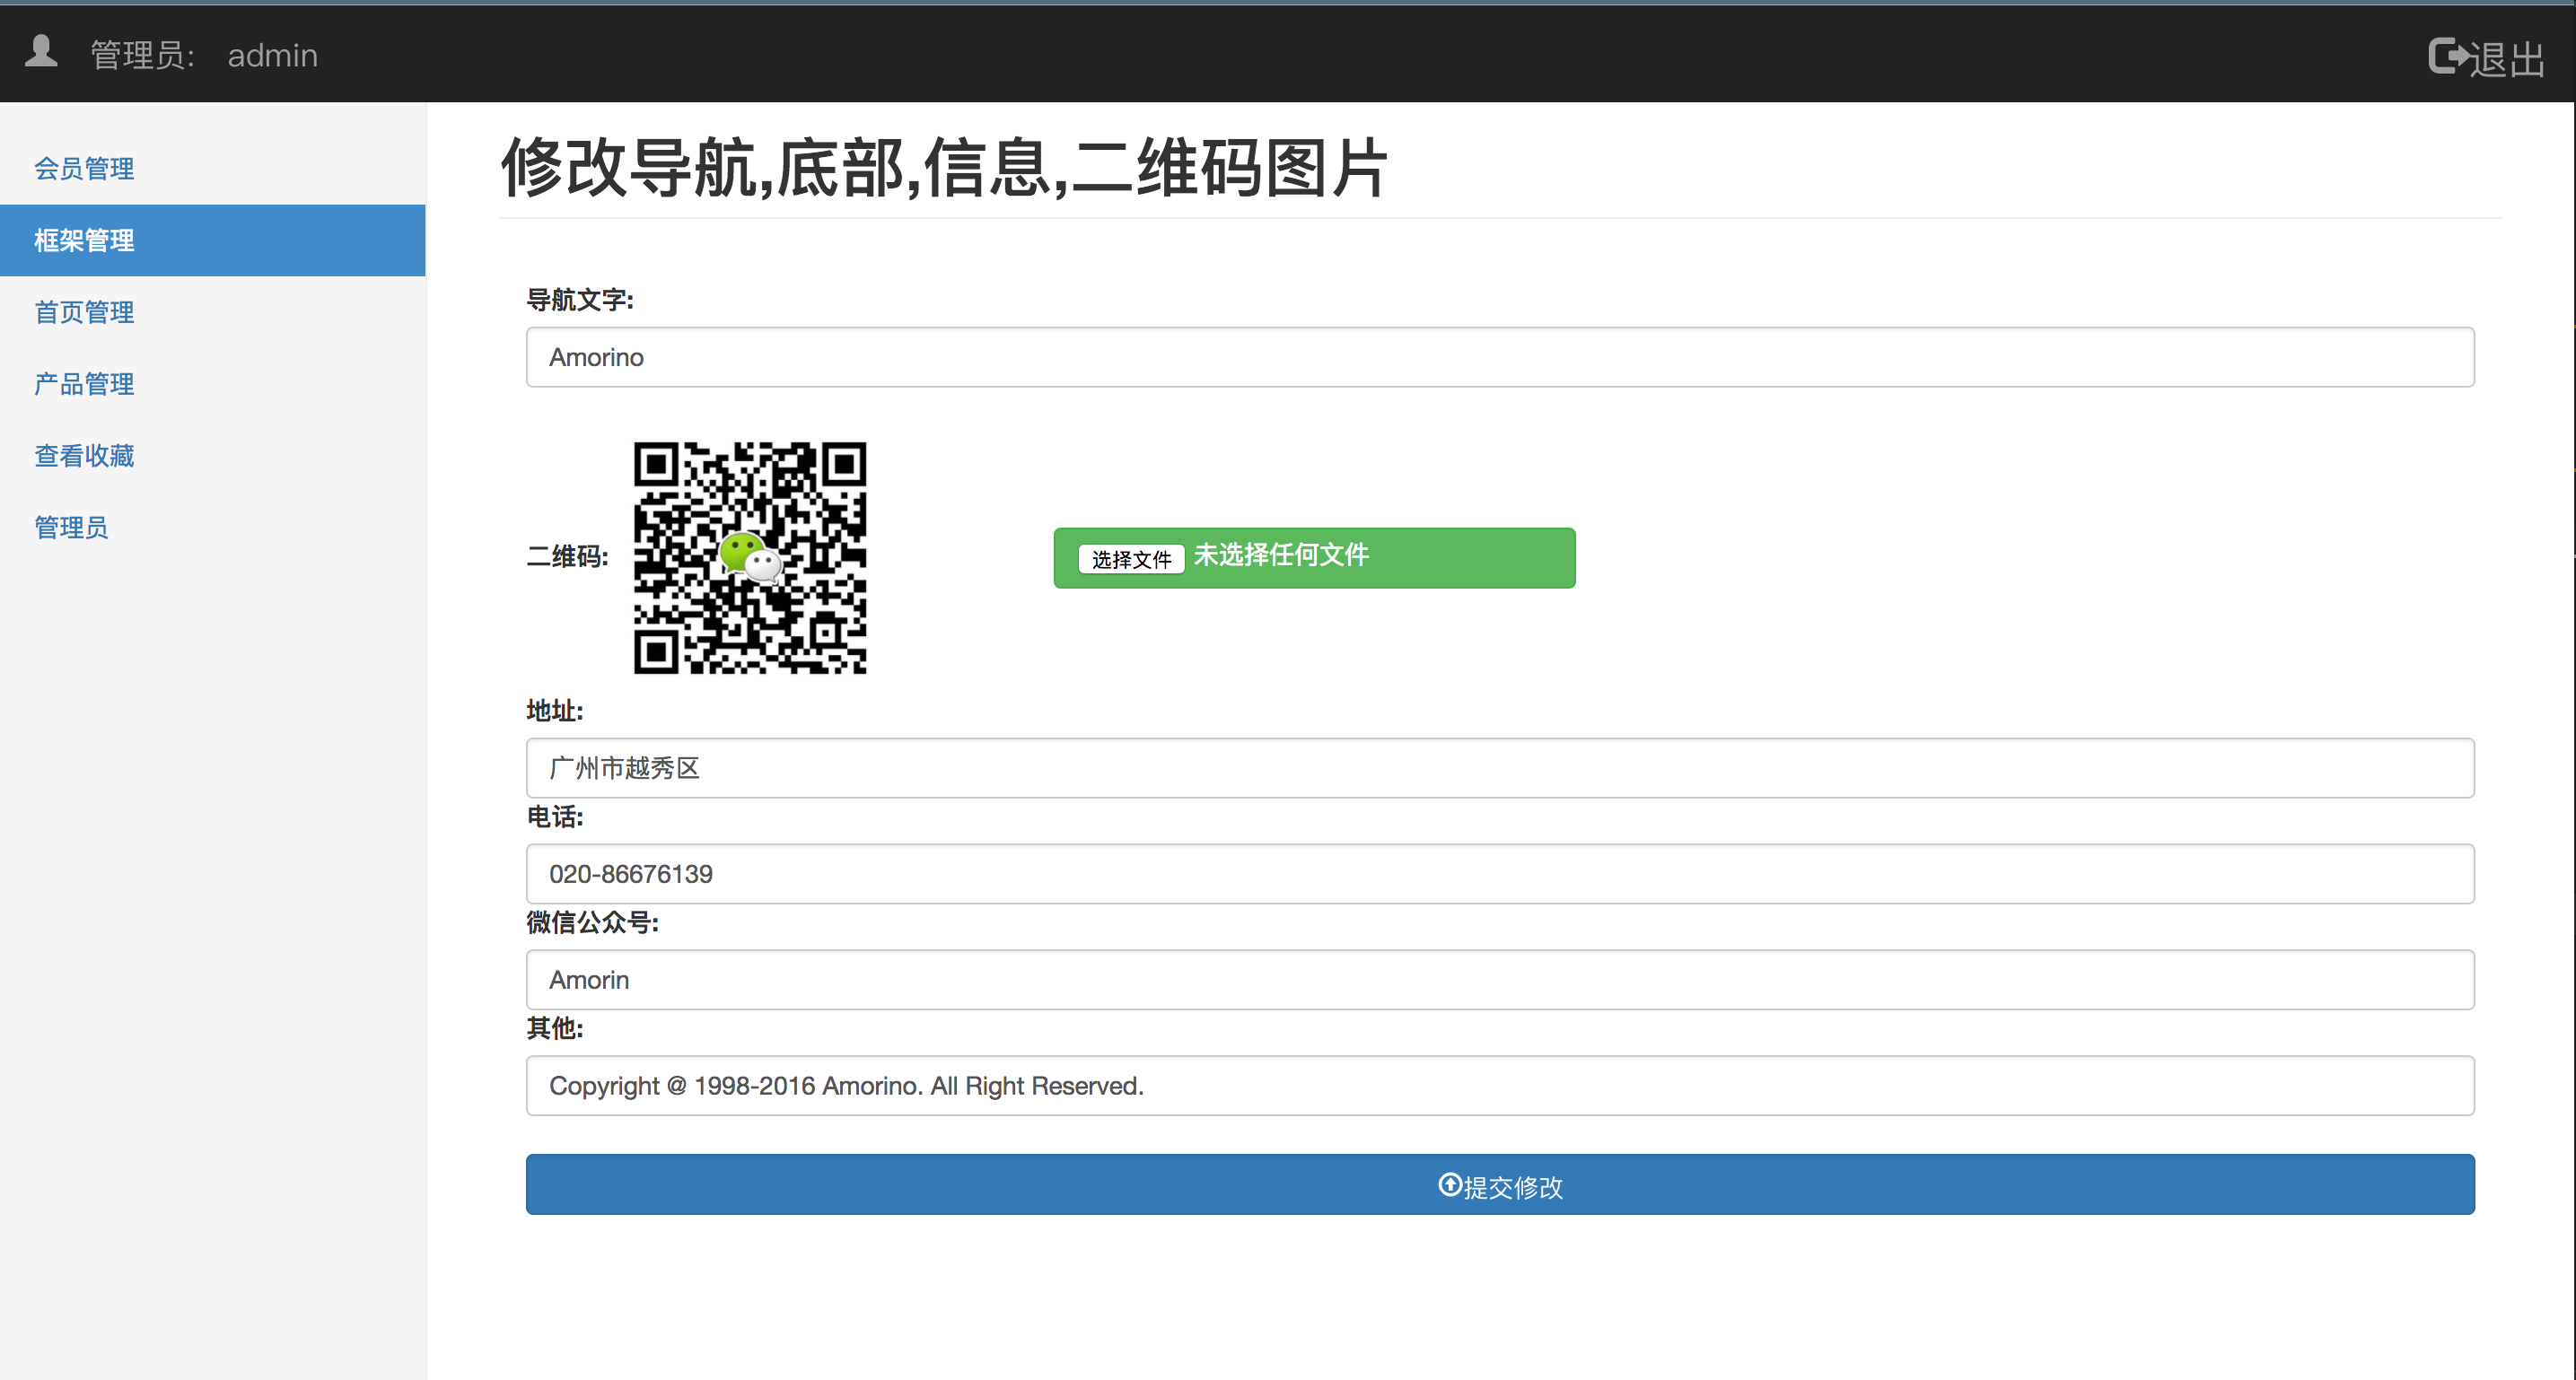 管理员: admin
退出
会员管理
框架管理
首页管理
产品管理
查看收藏
管理员
修改导航,底部,信息,二维码图片
导航文字:
Amorino
二维码:
选择文件 未选择任何文件
地址:
广州市越秀区
电话:
020-86676139
微信公众号:
Amorin
其他:
Copyright @ 1998-2016 Amorino. All Right Reserved.
提交修改